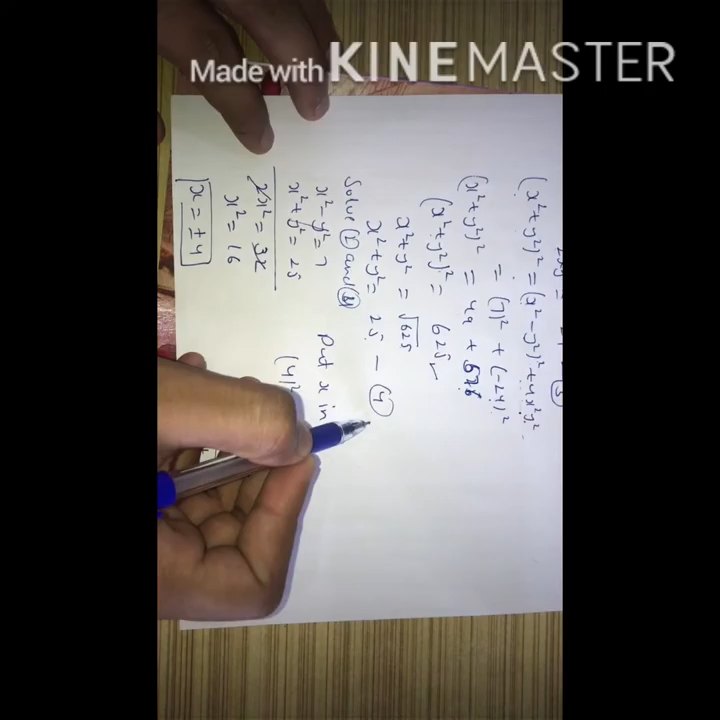 Made with KINEMASTER
(x²+y²)² = (x²-y²)² + 4x²y²
= (7)² + (-24)²
(x²+y²)² = 49 + 576
(x²+y²)² = 625
x²+y² = √625
x²+y² = 25 - (4)
Solve (2) and
x²-y² = 7
x²+y² = 25
2x² = 32
x² = 16
x = ±4
Put x in
(4)²